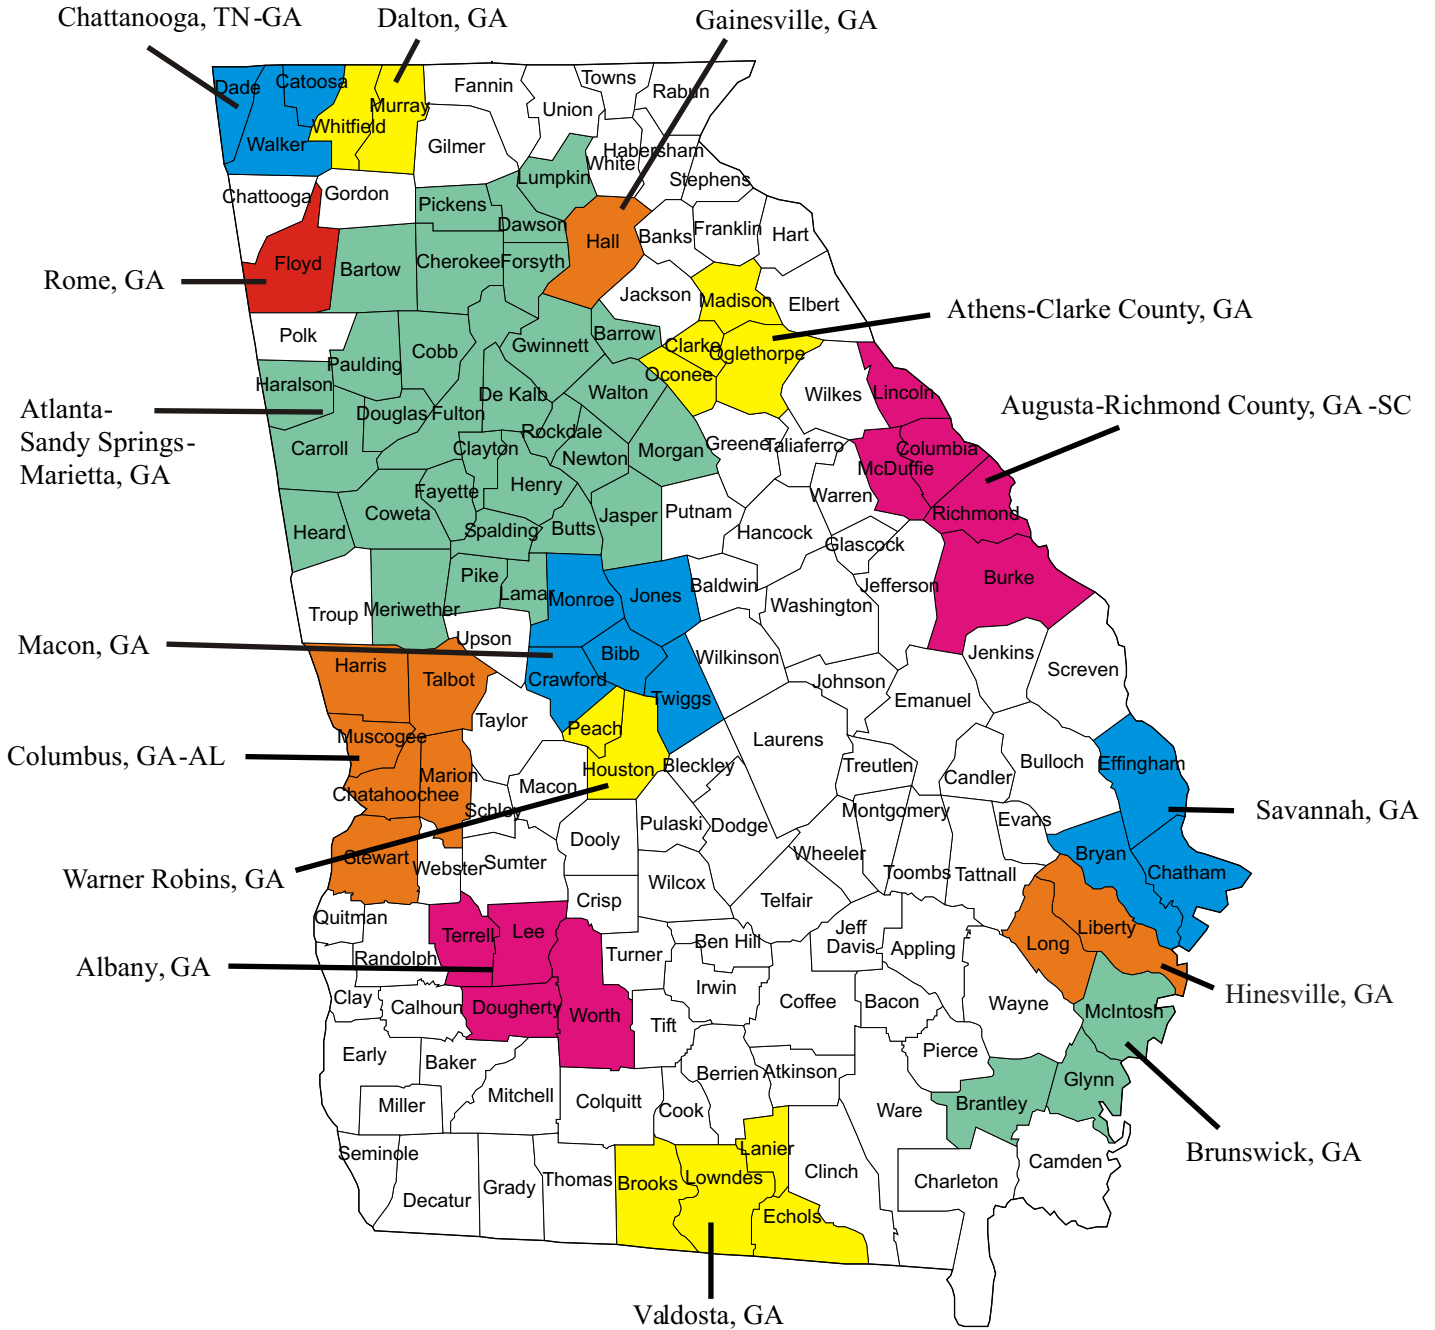 Chattanooga, TN-GA
Dalton, GA
Gainesville, GA
Dade
Catoosa
Walker
Whitfield
Murray
Fannin
Towns
Rabun
Union
Gilmer
White
Habersham
Stephens
Lumpkin
Chattooga
Gordon
Pickens
Dawson
Hall
Banks
Franklin
Hart
Rome, GA
Floyd
Bartow
Cherokee
Forsyth
Jackson
Madison
Elbert
Athens-Clarke County, GA
Polk
Paulding
Cobb
Gwinnett
Barrow
Clarke
Oglethorpe
Oconee
Haralson
De Kalb
Walton
Wilkes
Lincoln
Atlanta-
Sandy Springs-
Marietta, GA
Augusta-Richmond County, GA -SC
Douglas
Fulton
Carroll
Clayton
Rockdale
Newton
Morgan
Greene
Taliaferro
Columbia
McDuffie
Warren
Richmond
Fayette
Henry
Heard
Coweta
Spalding
Butts
Jasper
Putnam
Hancock
Glascock
Jefferson
Burke
Troup
Meriwether
Pike
Lamar
Monroe
Jones
Baldwin
Washington
Macon, GA
Upson
Harris
Talbot
Bibb
Crawford
Twiggs
Wilkinson
Johnson
Jenkins
Screven
Emanuel
Taylor
Peach
Houston
Bleckley
Laurens
Treutlen
Candler
Bulloch
Effingham
Columbus, GA-AL
Muscogee
Marion
Chatahoochee
Schley
Macon
Savannah, GA
Warner Robins, GA
Stewart
Webster
Sumter
Dooly
Pulaski
Dodge
Wheeler
Montgomery
Toombs
Tattnall
Evans
Bryan
Chatham
Quitman
Crisp
Wilcox
Telfair
Jeff
Davis
Appling
Long
Liberty
Albany, GA
Terrell
Lee
Randolph
Turner
Ben Hill
Irwin
Coffee
Bacon
Wayne
McIntosh
Hinesville, GA
Clay
Calhoun
Dougherty
Worth
Tift
Early
Baker
Mitchell
Berrien
Atkinson
Pierce
Glynn
Brantley
Miller
Colquitt
Cook
Ware
Brunswick, GA
Seminole
Decatur
Grady
Thomas
Brooks
Lowndes
Lanier
Echols
Clinch
Charleton
Camden
Valdosta, GA